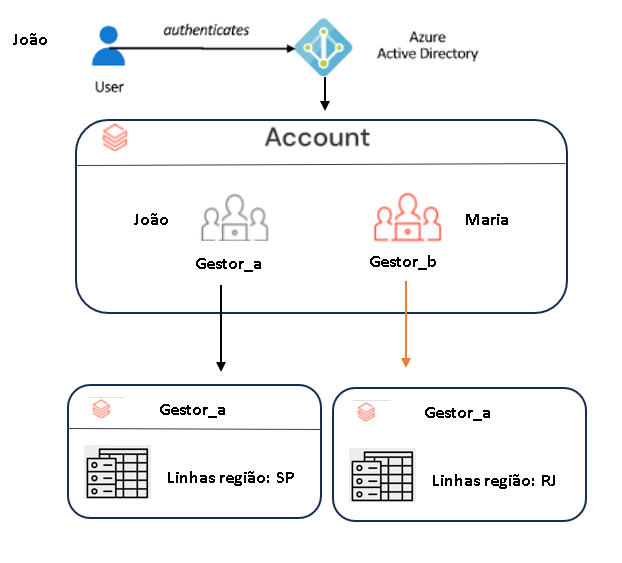 João
authenticates
Azure
Active Directory
User
Account
João
Maria
Gestor_a
Gestor_b
Gestor_a
Gestor_a
Linhas região: SP
Linhas região: RJ